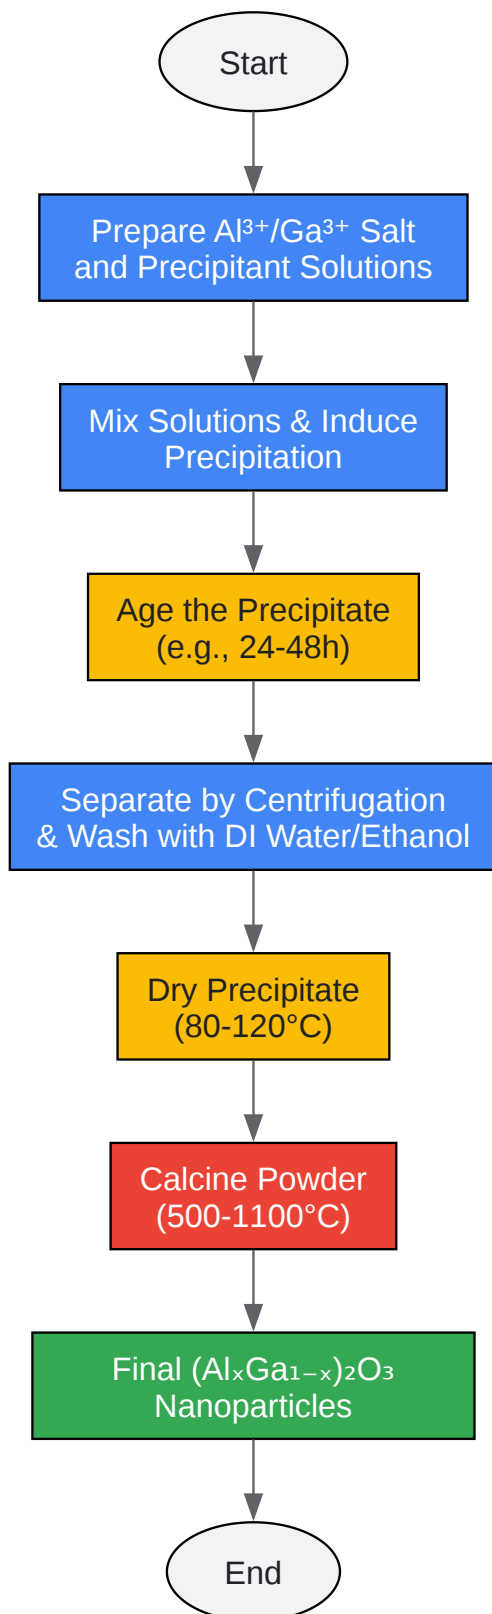 Start
Prepare Al³⁺/Ga³⁺ Salt
and Precipitant Solutions
Mix Solutions & Induce
Precipitation
Age the Precipitate
(e.g., 24-48h)
Separate by Centrifugation
& Wash with DI Water/Ethanol
Dry Precipitate
(80-120°C)
Calcine Powder
(500-1100°C)
Final (AlₓGa₁₋ₓ)₂O₃
Nanoparticles
End